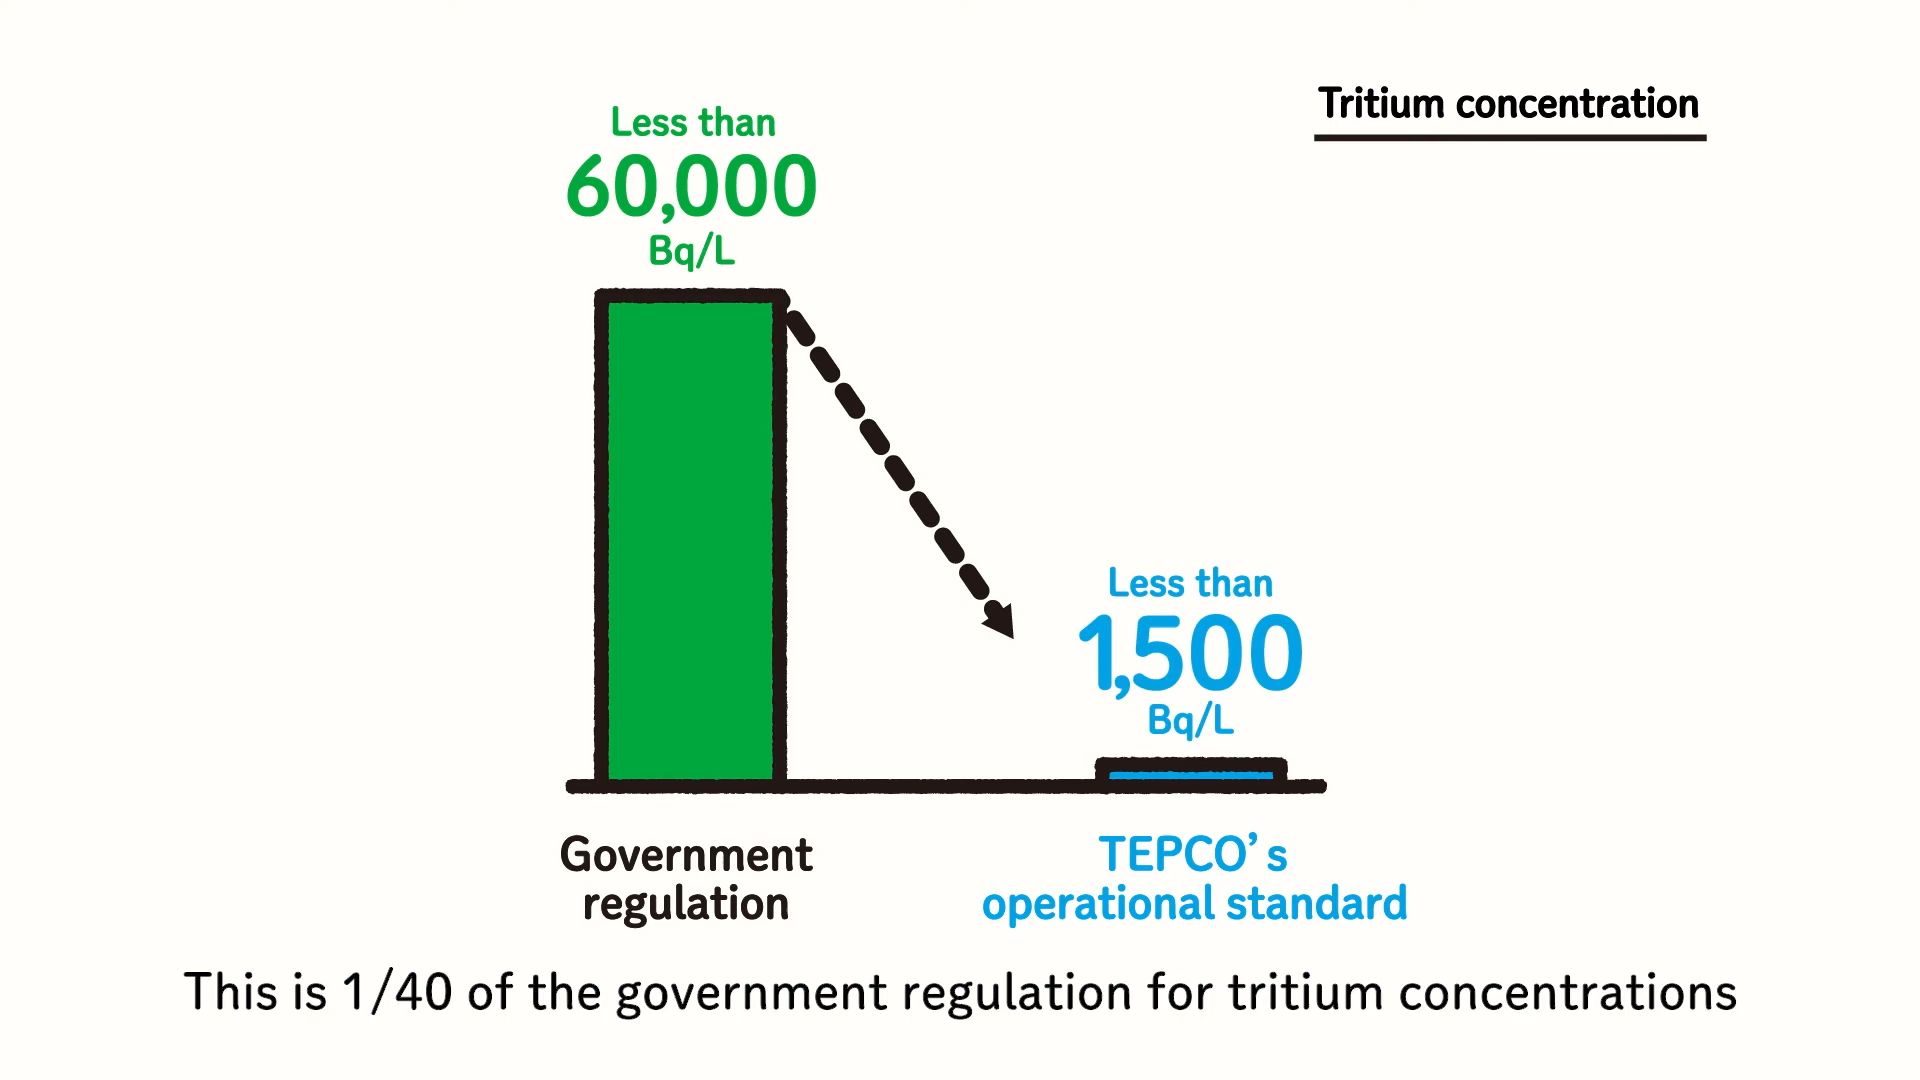 Tritium concentration
Less than
60,000
Bq/L
Less than
1,500
Bq/L
Government
regulation
TEPCO’s
operational standard
This is 1/40 of the government regulation for tritium concentrations